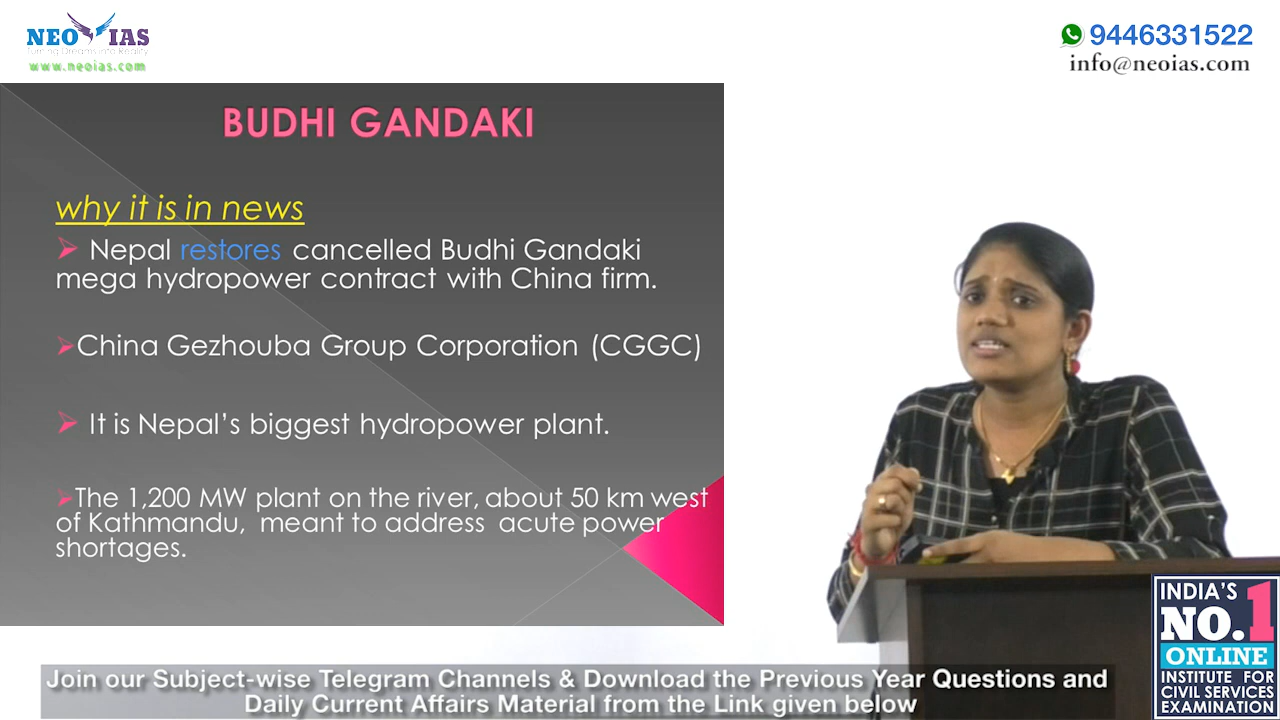 NEO IAS
Turning Dreams into Reality
www.neoias.com
9446331522
info@neoias.com
BUDHI GANDAKI
why it is in news
Nepal restores cancelled Budhi Gandaki
mega hydropower contract with China firm.
China Gezhouba Group Corporation (CGGC)
It is Nepal’s biggest hydropower plant.
The 1,200 MW plant on the river, about 50 km west
of Kathmandu, meant to address acute power
shortages.
INDIA'S
NO.1
ONLINE
INSTITUTE FOR
CIVIL SERVICES
EXAMINATION
Join our Subject-wise Telegram Channels & Download the Previous Year Questions and
Daily Current Affairs Material from the Link given below